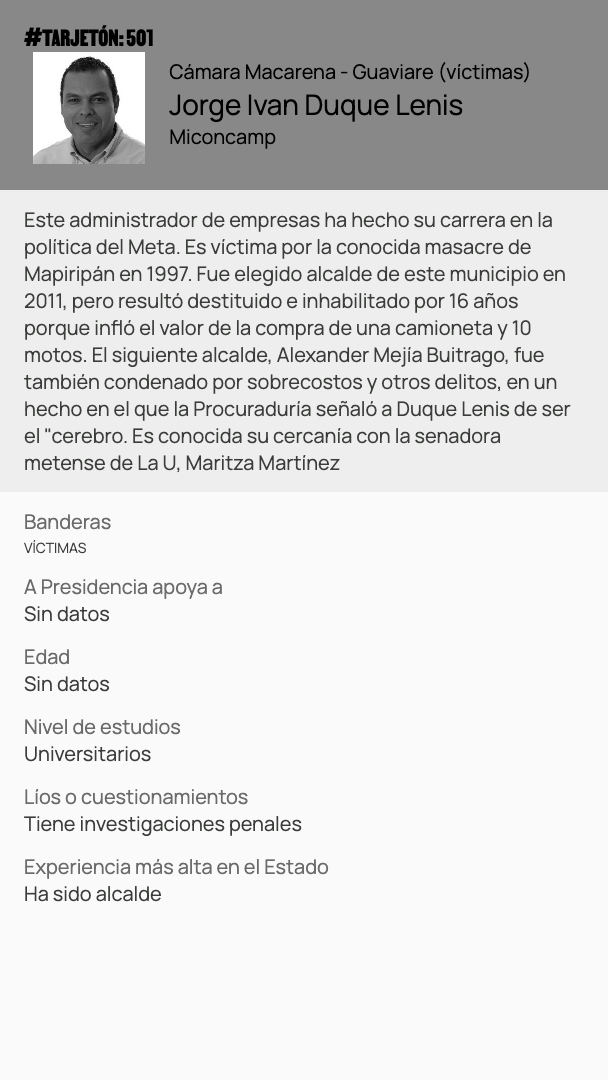 #TARJETÓN: 501
Cámara Macarena - Guaviare (víctimas)
Jorge Ivan Duque Lenis
Miconcamp
Este administrador de empresas ha hecho su carrera en la
política del Meta. Es víctima por la conocida masacre de
Mapiripán en 1997. Fue elegido alcalde de este municipio en
2011, pero resultó destituido e inhabilitado por 16 años
porque infló el valor de la compra de una camioneta y 10
motos. El siguiente alcalde, Alexander Mejía Buitrago, fue
también condenado por sobrecostos y otros delitos, en un
hecho en el que la Procuraduría señaló a Duque Lenis de ser
el "cerebro. Es conocida su cercanía con la senadora
metense de La U, Maritza Martínez
Banderas
VÍCTIMAS
A Presidencia apoya a
Sin datos
Edad
Sin datos
Nivel de estudios
Universitarios
Líos o cuestionamientos
Tiene investigaciones penales
Experiencia más alta en el Estado
Ha sido alcalde